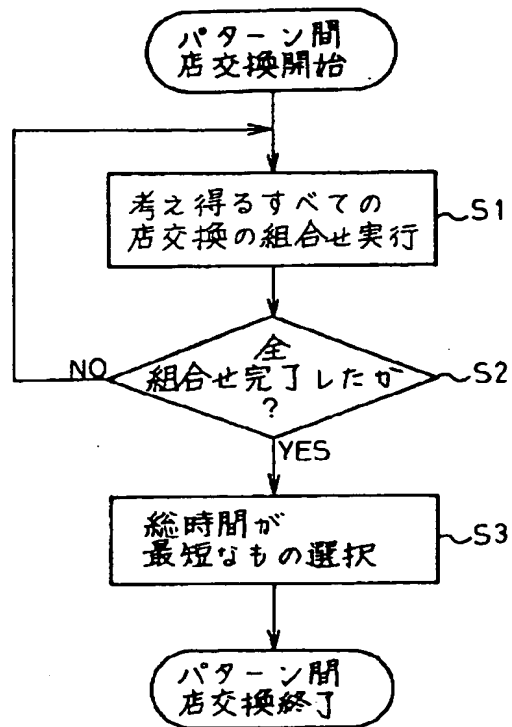 パターン間
店交換開始
考え得るすべての
店交換の組合せ実行
S1
全
組合せ完了したか
?
S2
NO
YES
総時間が
最短なもの選択
S3
パターン間
店交換終了